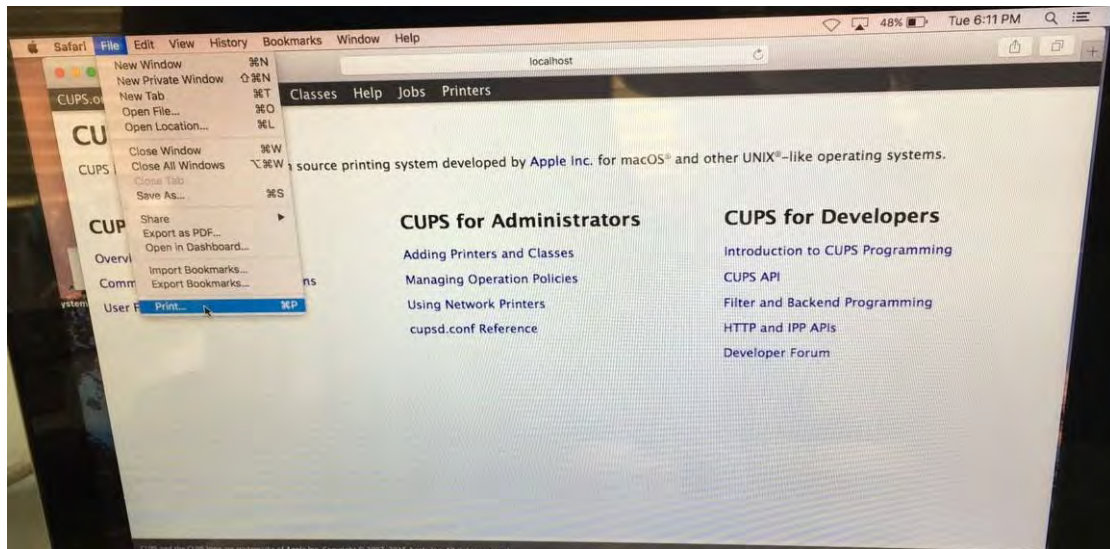 Safari File Edit View History Bookmarks Window Help 48% Tue 6:11 PM
localhost
New Window ⌘N
New Private Window ⇧⌘N
New Tab ⌘T
Open File... ⌘O
Open Location... ⌘L
Close Window ⌘W
Close All Windows ⌥⌘W
Close Tab
Save As... ⌘S
Share
Export as PDF...
Open in Dashboard...
Import Bookmarks...
Export Bookmarks...
Print... ⌘P
CUPS.o Classes Help Jobs Printers
CU
CUPS source printing system developed by Apple Inc. for macOS® and other UNIX®-like operating systems.
CUP
Overvi
Comm ns
User
CUPS for Administrators
Adding Printers and Classes
Managing Operation Policies
Using Network Printers
cupsd.conf Reference
CUPS for Developers
Introduction to CUPS Programming
CUPS API
Filter and Backend Programming
HTTP and IPP APIs
Developer Forum
ystem